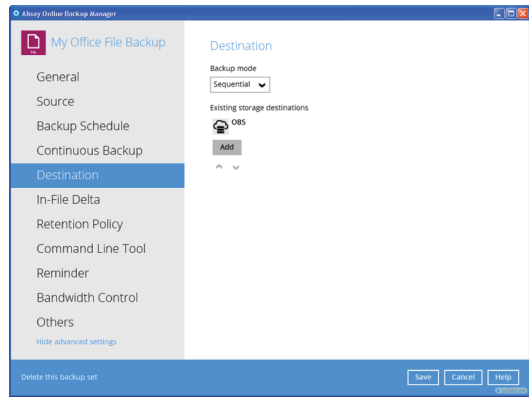 Ahsay Online Backup Manager
My Office File Backup
File
General
Source
Backup Schedule
Continuous Backup
Destination
In-File Delta
Retention Policy
Command Line Tool
Reminder
Bandwidth Control
Others
Hide advanced settings
Delete this backup set
Destination
Backup mode
Sequential
Existing storage destinations
OBS
Add
Save Cancel Help